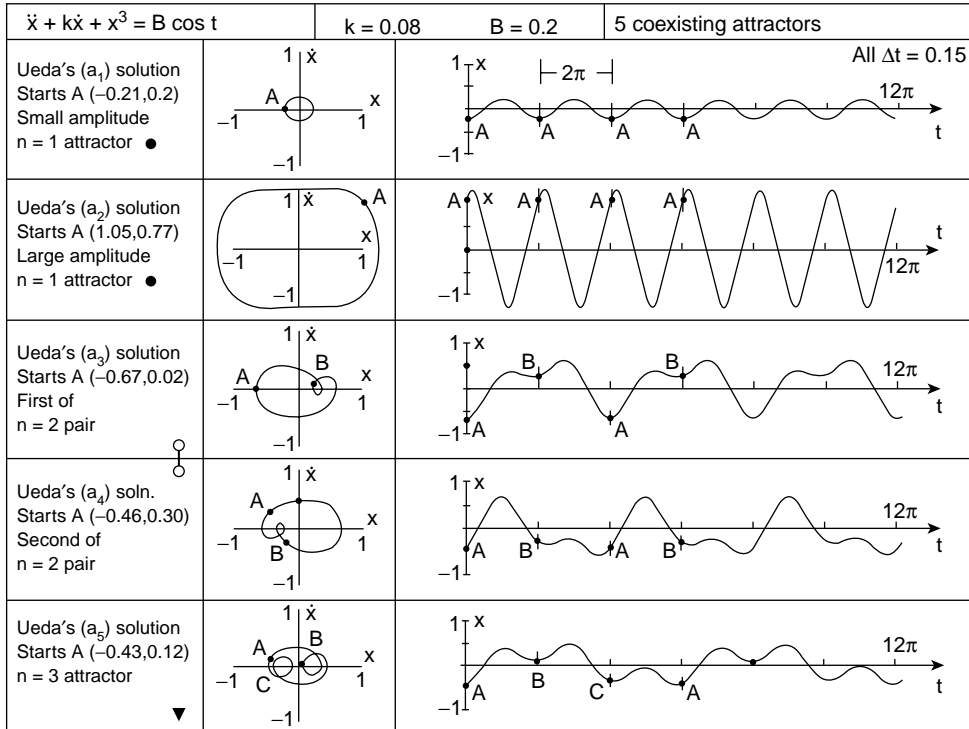 ẍ + kẋ + x³ = B cos t
k = 0.08 B = 0.2
5 coexisting attractors
Ueda′s (a₁) solution
Starts A (−0.21,0.2)
Small amplitude
n = 1 attractor
1 ẋ
A x
−1 1
−1
All Δt = 0.15
1 x
2π
12π
A A A A
t
−1
Ueda′s (a₂) solution
Starts A (1.05,0.77)
Large amplitude
n = 1 attractor
1 ẋ
A
x
−1 1
−1
1
A x A A A
t
12π
−1
Ueda′s (a₃) solution
Starts A (−0.67,0.02)
First of
n = 2 pair
1 ẋ
B
A x
−1 1
−1
1 x
B B
12π
t
−1 A A
Ueda′s (a₄) soln.
Starts A (−0.46,0.30)
Second of
n = 2 pair
1 ẋ
A x
−1 1
B
−1
1 x
12π
A B A B
t
−1
Ueda′s (a₅) solution
Starts A (−0.43,0.12)
n = 3 attractor
1 ẋ
A B
x
−1 1
C
−1
1 x
12π
A B C A
t
−1